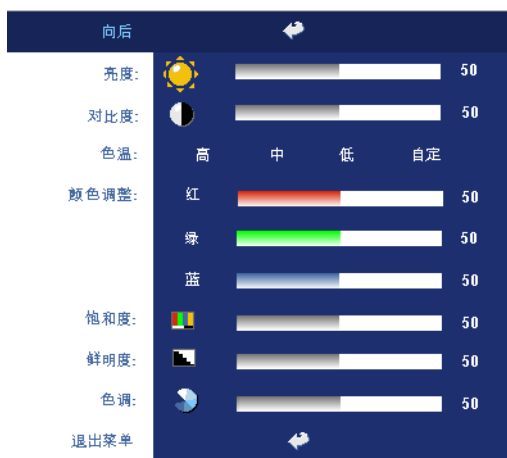 向后
亮度: 50
对比度: 50
色温: 高 中 低 自定
颜色调整: 红 50
绿 50
蓝 50
饱和度: 50
鲜明度: 50
色调: 50
退出菜单